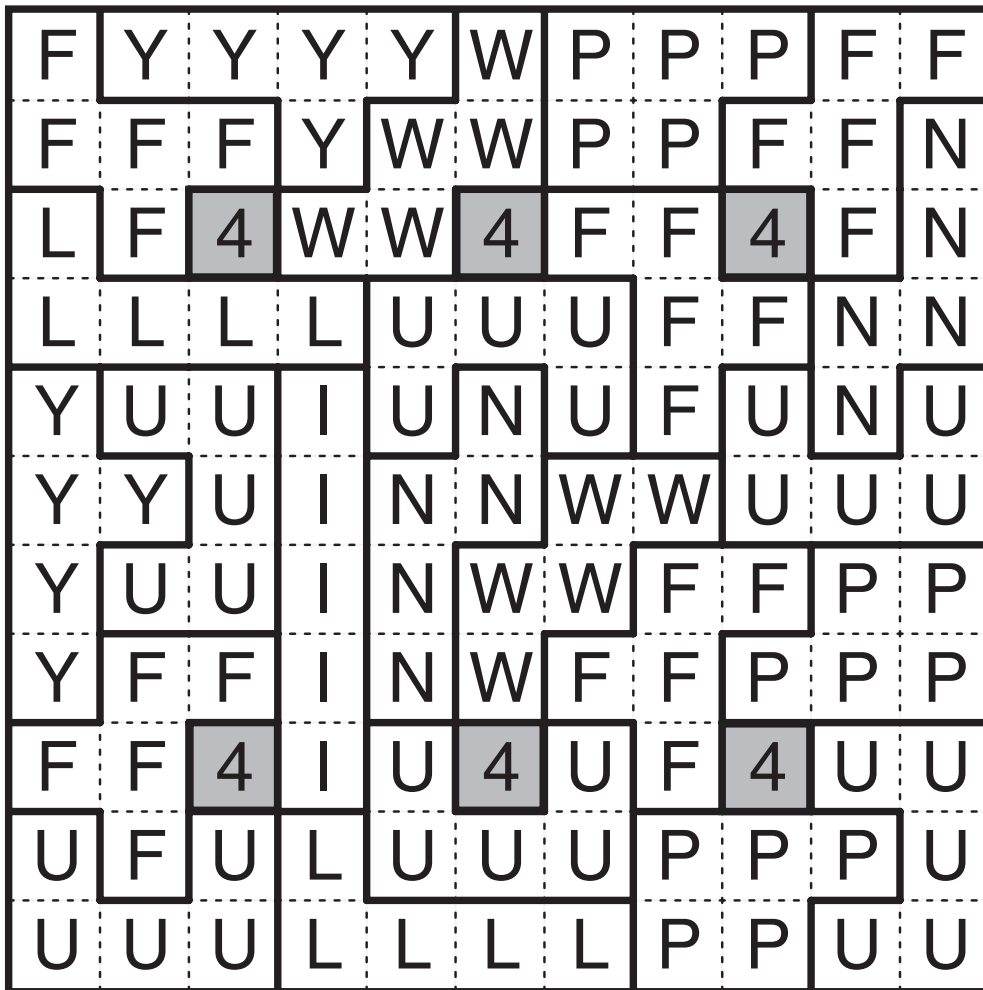 F Y Y Y Y W P P P F F
F F F Y W W P P F F N
L F 4 W W 4 F F 4 F N
L L L L U U U F F N N
Y U U I U N U F U N U
Y Y U I N N W W U U U
Y U U I N W W F F P P
Y F F I N W F F P P P
F F 4 I U 4 U F 4 U U
U F U L U U U P P P U
U U U L L L L P P U U